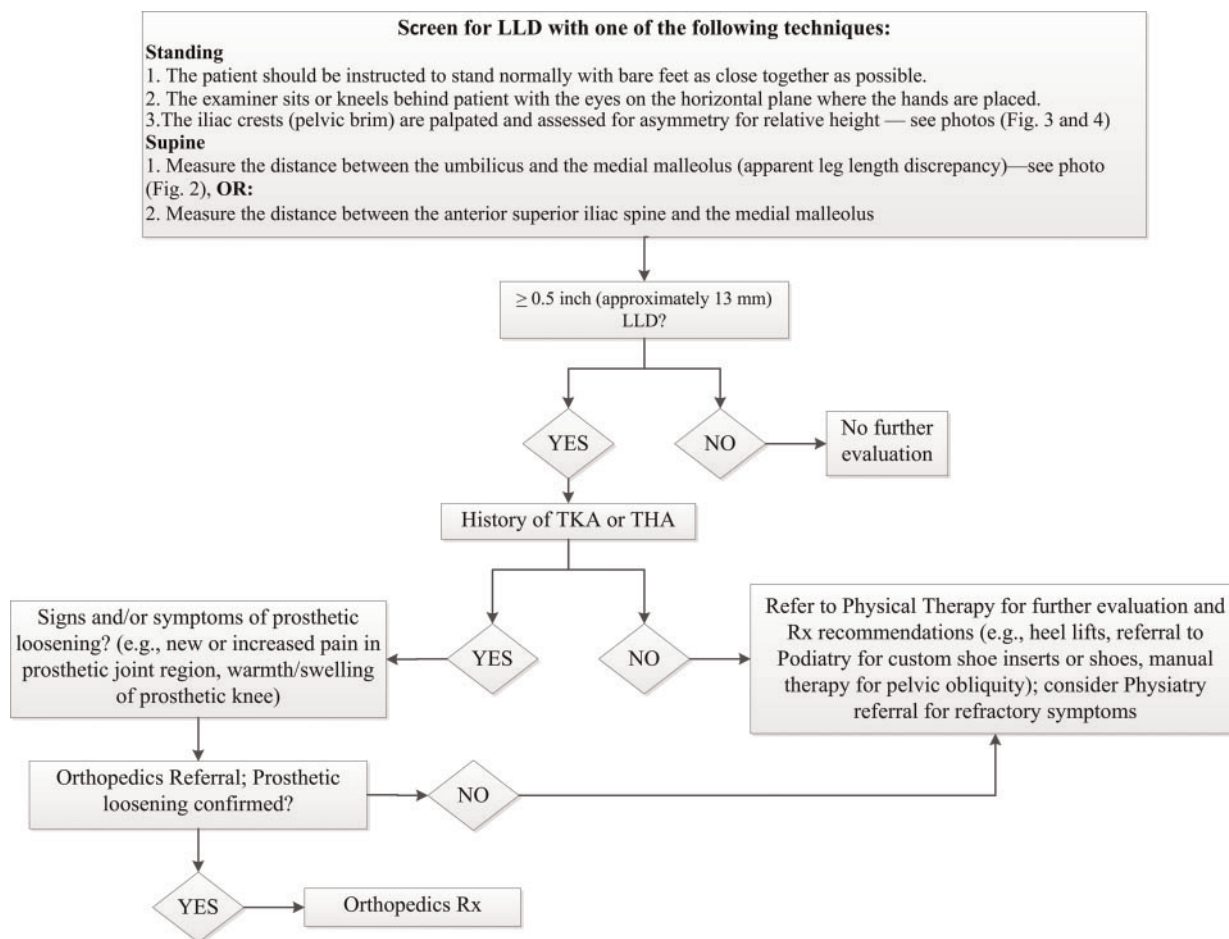 Screen for LLD with one of the following techniques:
Standing
1. The patient should be instructed to stand normally with bare feet as close together as possible.
2. The examiner sits or kneels behind patient with the eyes on the horizontal plane where the hands are placed.
3.The iliac crests (pelvic brim) are palpated and assessed for asymmetry for relative height — see photos (Fig. 3 and 4)
Supine
1. Measure the distance between the umbilicus and the medial malleolus (apparent leg length discrepancy)—see photo
(Fig. 2), OR:
2. Measure the distance between the anterior superior iliac spine and the medial malleolus
≥ 0.5 inch (approximately 13 mm)
LLD?
YES
NO
No further
evaluation
History of TKA or THA
Signs and/or symptoms of prosthetic
loosening? (e.g., new or increased pain in
prosthetic joint region, warmth/swelling
of prosthetic knee)
YES
NO
Refer to Physical Therapy for further evaluation and
Rx recommendations (e.g., heel lifts, referral to
Podiatry for custom shoe inserts or shoes, manual
therapy for pelvic obliquity); consider Physiatry
referral for refractory symptoms
Orthopedics Referral; Prosthetic
loosening confirmed?
NO
YES
Orthopedics Rx